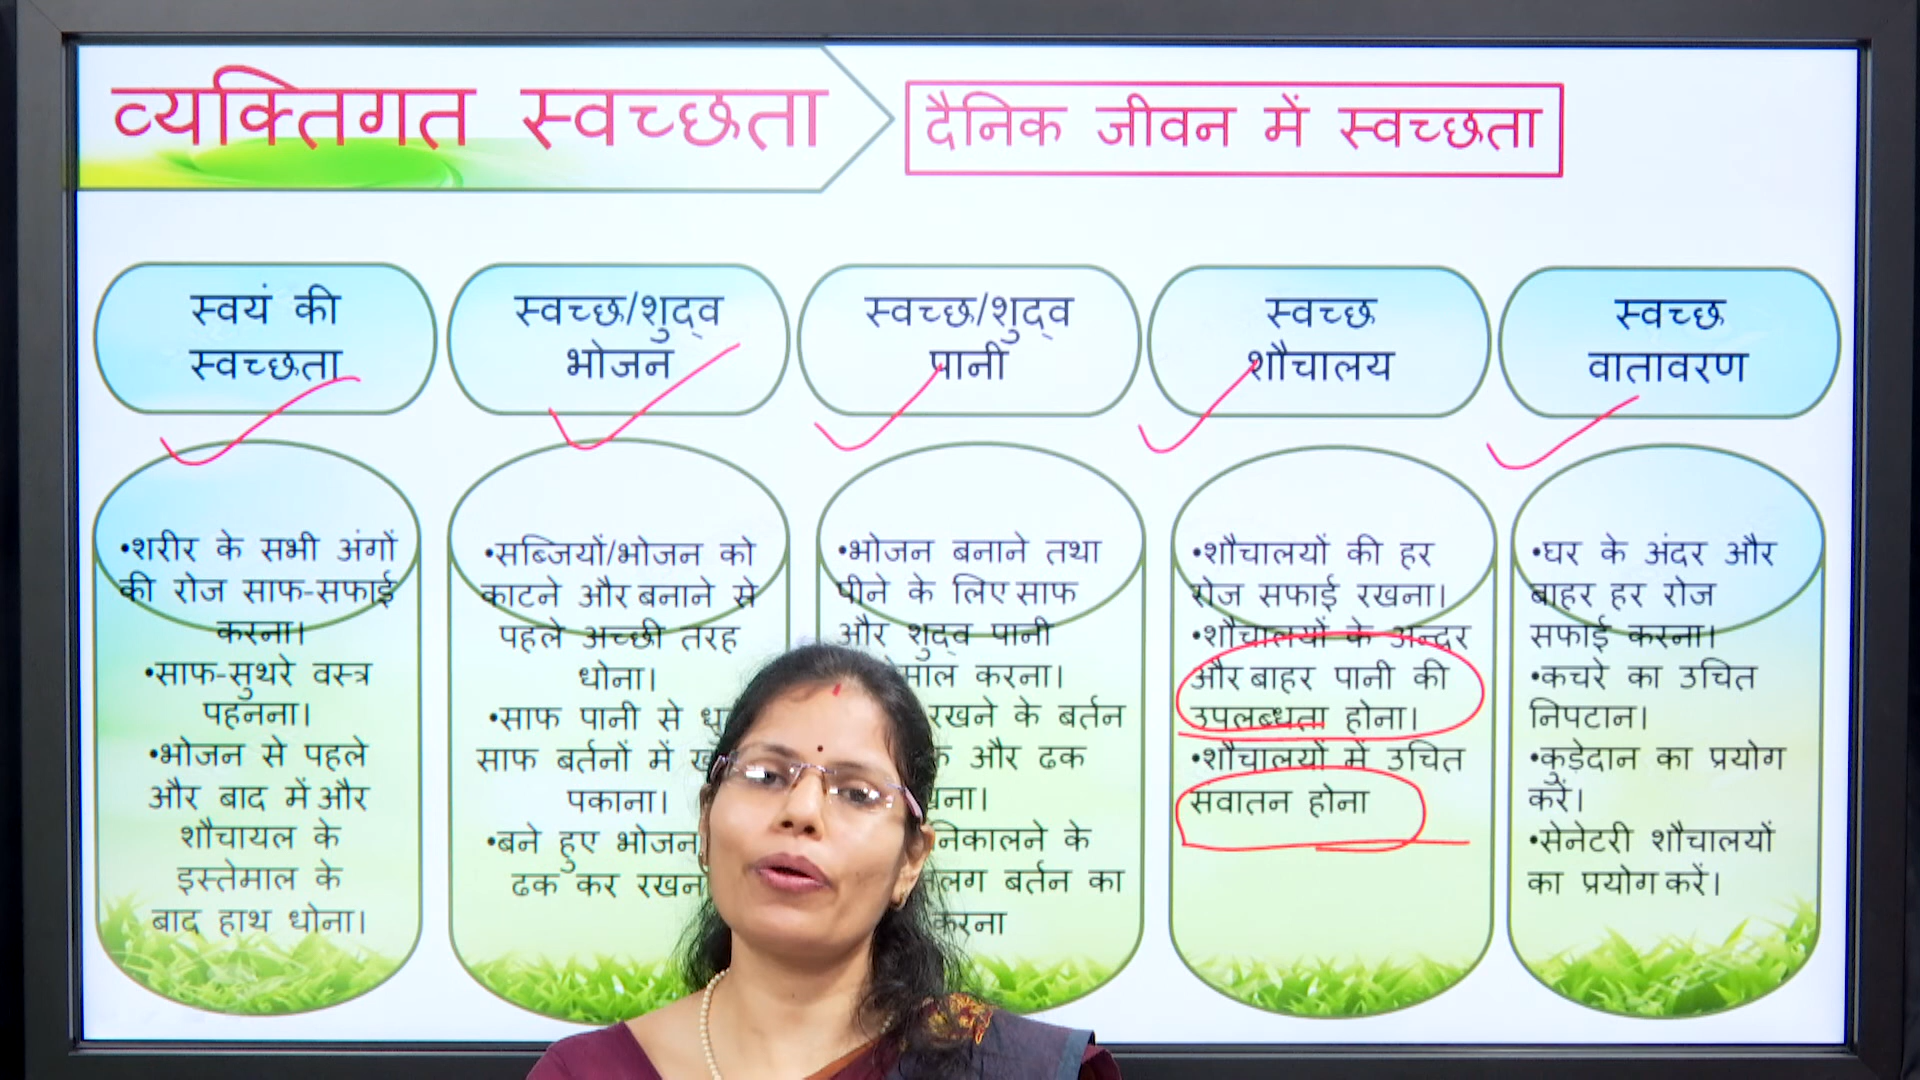 व्यक्तिगत स्वच्छता
दैनिक जीवन में स्वच्छता
स्वयं की
स्वच्छता
स्वच्छ/शुद्व
भोजन
स्वच्छ/शुद्व
पानी
स्वच्छ
शौचालय
स्वच्छ
वातावरण
•शरीर के सभी अंगों
की रोज साफ-सफाई
करना।
•साफ-सुथरे वस्त्र
पहनना।
•भोजन से पहले
और बाद में और
शौचायल के
इस्तेमाल के
बाद हाथ धोना।
•सब्जियों/भोजन को
काटने और बनाने से
पहले अच्छी तरह
धोना।
•साफ पानी से
साफ बर्तनों में
पकाना।
•बने हुए भोजन
ढक कर
•भोजन बनाने तथा
पीने के लिए साफ
और शुद्व पानी
करना।
रखने के बर्तन
और ढक
निकालने के
बर्तन का
करना
•शौचालयों की हर
रोज सफाई रखना।
•शौचालयों के अन्दर
और बाहर पानी की
उपलब्धता होना।
•शौचालयों में उचित
सवातन होना
•घर के अंदर और
बाहर हर रोज
सफाई करना।
•कचरे का उचित
निपटान।
•कुड़ेदान का प्रयोग
करें।
•सेनेटरी शौचालयों
का प्रयोग करें।